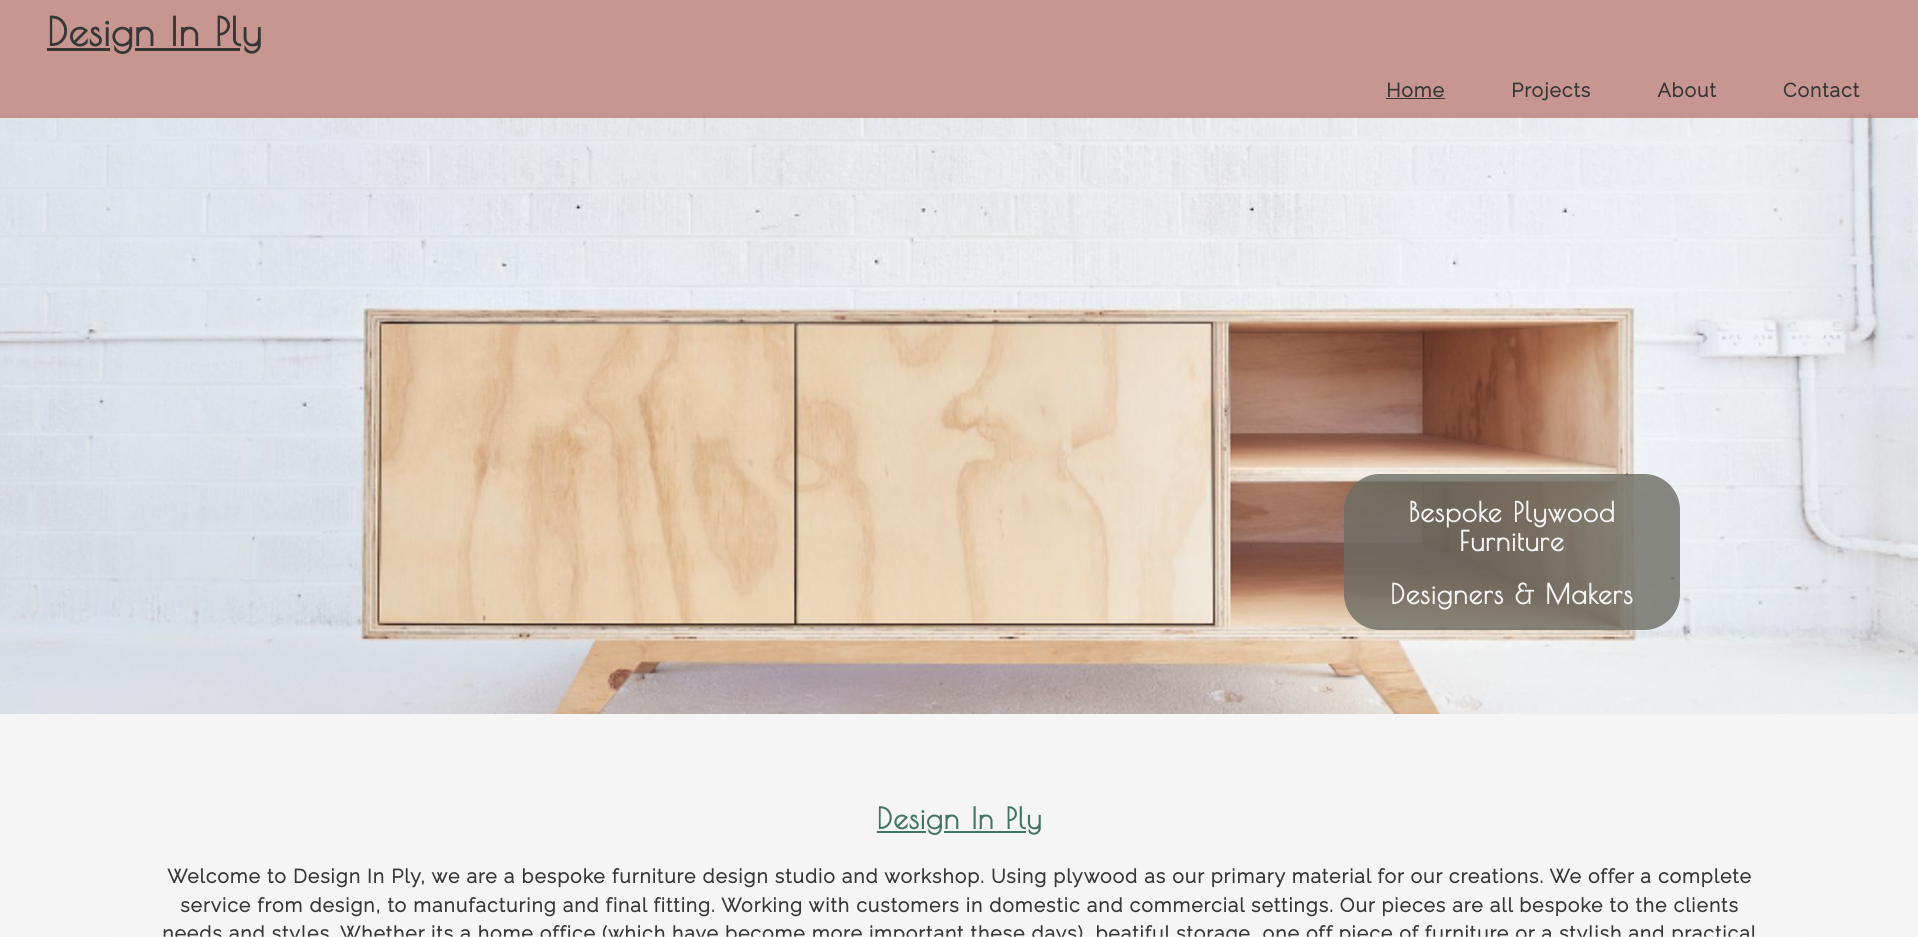 Design In Ply
Home Projects About Contact
Bespoke Plywood
Furniture
Designers & Makers
Design In Ply
Welcome to Design In Ply, we are a bespoke furniture design studio and workshop. Using plywood as our primary material for our creations. We offer a complete
service from design, to manufacturing and final fitting. Working with customers in domestic and commercial settings. Our pieces are all bespoke to the clients
needs and styles. Whether its a home office (which have become more important these days), beatiful storage, one off piece of furniture or a stylish and practical